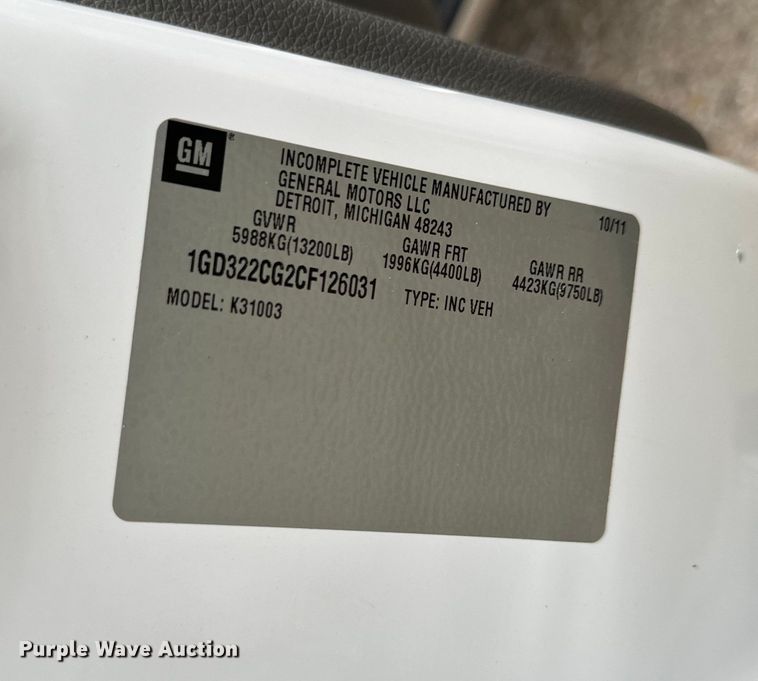 GM
INCOMPLETE VEHICLE MANUFACTURED BY
GENERAL MOTORS LLC
DETROIT, MICHIGAN 48243
10/11
GVWR
5988KG(13200LB)
GAWR FRT
1996KG(4400LB)
GAWR RR
4423KG(9750LB)
1GD322CG2CF126031
TYPE: INC VEH
MODEL: K31003
Purple Wave Auction